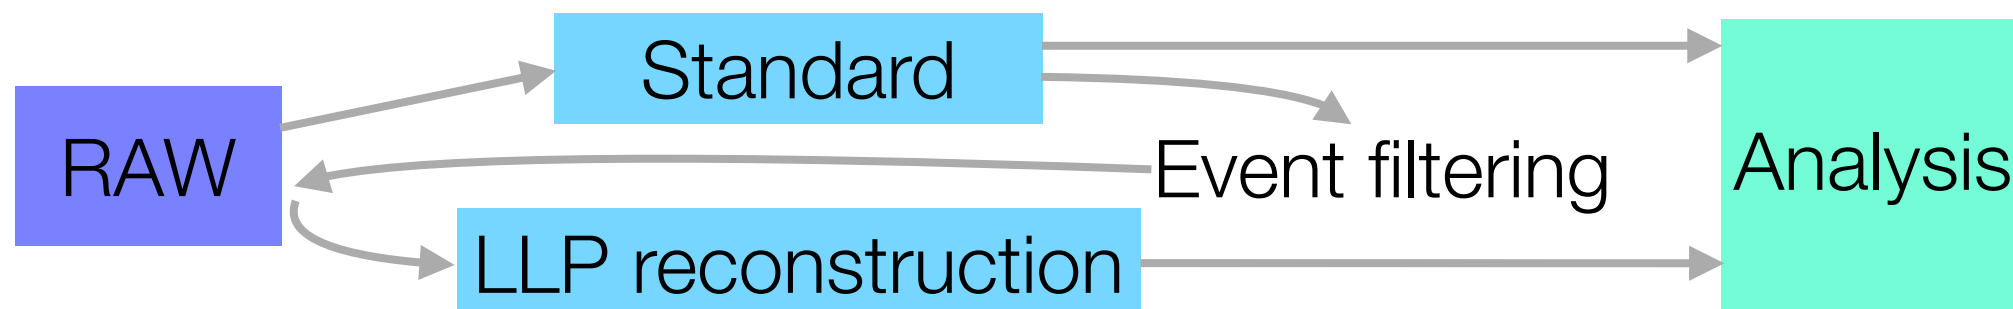 Standard
RAW
Event filtering
Analysis
LLP reconstruction